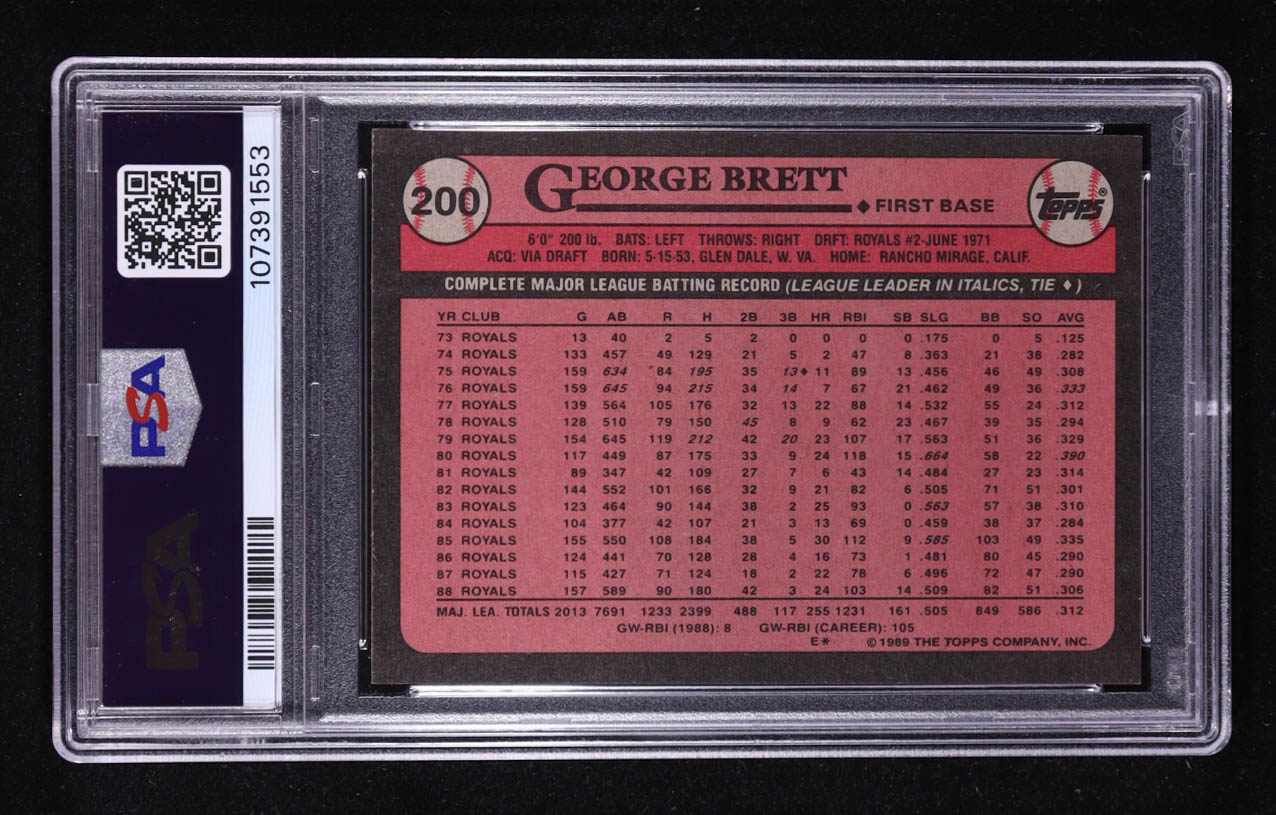 107391553
PSA
PSA
200
GEORGE BRETT
◆ FIRST BASE
TOPPS®
6'0" 200 lb. BATS: LEFT THROWS: RIGHT DRFT: ROYALS #2-JUNE 1971
ACQ: VIA DRAFT BORN: 5-15-53, GLEN DALE, W. VA. HOME: RANCHO MIRAGE, CALIF.
COMPLETE MAJOR LEAGUE BATTING RECORD (LEAGUE LEADER IN ITALICS, TIE ♦)
YR CLUB G AB R H 2B 3B HR RBI SB SLG BB SO AVG
73 ROYALS 13 40 2 5 2 0 0 0 0 .175 0 5 .125
74 ROYALS 133 457 49 129 21 5 2 47 8 .363 21 38 .282
75 ROYALS 159 634 84 195 35 13♦ 11 89 13 .456 46 49 .308
76 ROYALS 159 645 94 215 34 14 7 67 21 .462 49 36 .333
77 ROYALS 139 564 105 176 32 13 22 88 14 .532 55 24 .312
78 ROYALS 128 510 79 150 45 8 9 62 23 .467 39 35 .294
79 ROYALS 154 645 119 212 42 20 23 107 17 .563 51 36 .329
80 ROYALS 117 449 87 175 33 9 24 118 15 .664 58 22 .390
81 ROYALS 89 347 42 109 27 7 6 43 14 .484 27 23 .314
82 ROYALS 144 552 101 166 32 9 21 82 6 .505 71 51 .301
83 ROYALS 123 464 90 144 38 2 25 93 0 .563 57 38 .310
84 ROYALS 104 377 42 107 21 3 13 69 0 .459 38 37 .284
85 ROYALS 155 550 108 184 38 5 30 112 9 .585 103 49 .335
86 ROYALS 124 441 70 128 28 4 16 73 1 .481 80 45 .290
87 ROYALS 115 427 71 124 18 2 22 78 6 .496 72 47 .290
88 ROYALS 157 589 90 180 42 3 24 103 14 .509 82 51 .306
MAJ. LEA. TOTALS 2013 7691 1233 2399 488 117 255 1231 161 .505 849 586 .312
GW-RBI (1988): 8 GW-RBI (CAREER): 105
E* © 1989 THE TOPPS COMPANY, INC.
PSA